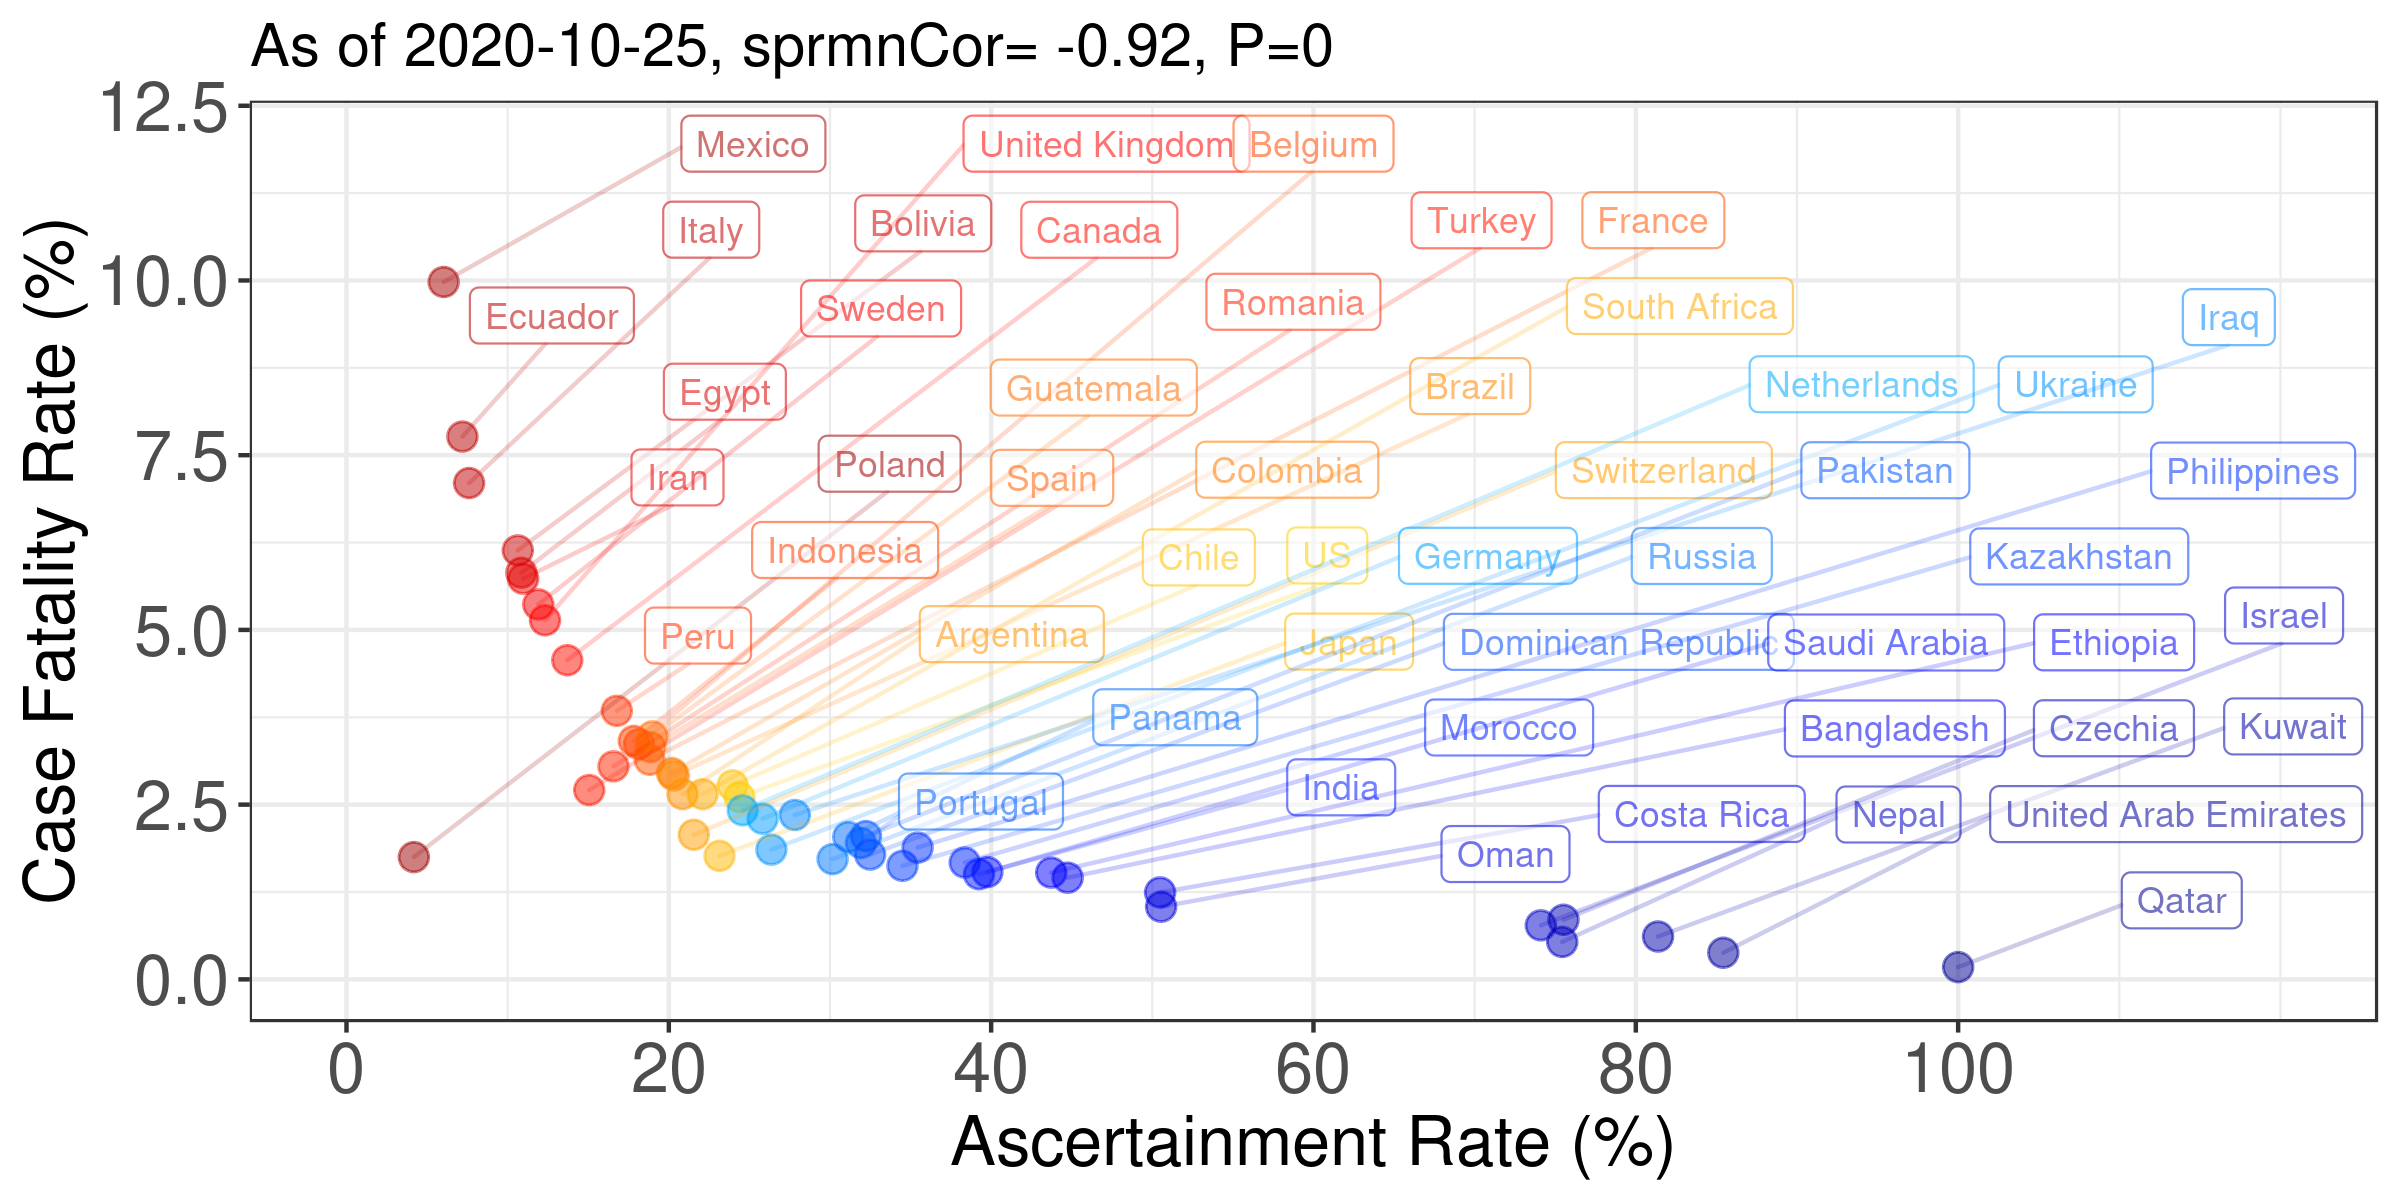 As of 2020-10-25, sprmnCor= -0.92, P=0
12.5
10.0
7.5
5.0
2.5
0.0
Case Fatality Rate (%)
Mexico
United Kingdom
Belgium
Italy
Bolivia
Canada
Turkey
France
Ecuador
Sweden
Romania
South Africa
Iraq
Egypt
Guatemala
Brazil
Netherlands
Ukraine
Iran
Poland
Spain
Colombia
Switzerland
Pakistan
Philippines
Indonesia
Chile
US
Germany
Russia
Kazakhstan
Peru
Argentina
Japan
Dominican Republic
Saudi Arabia
Ethiopia
Israel
Panama
Morocco
Bangladesh
Czechia
Kuwait
Portugal
India
Costa Rica
Nepal
United Arab Emirates
Oman
Qatar
0
20
40
60
80
100
Ascertainment Rate (%)